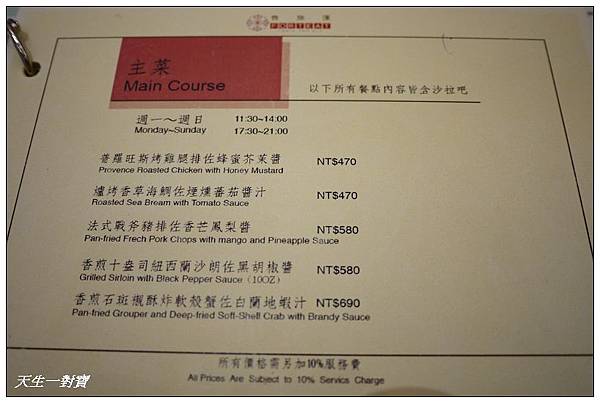 PORTEAT
主菜
Main Course
以下所有餐點內容皆含沙拉吧
週一～週日 11:30~14:00
Monday~Sunday 17:30~21:00
普羅旺斯烤雞腿排佐蜂蜜芥茉醬 NT$470
Provence Roasted Chicken with Honey Mustard
爐烤香草海鯛佐煙燻蕃茄醬汁 NT$470
Roasted Sea Bream with Tomato Sauce
法式戰斧豬排佐香芒鳳梨醬 NT$580
Pan-fried Frech Pork Chops with mango and Pineapple Sauce
香煎十盎司紐西蘭沙朗佐黑胡椒醬 NT$580
Grilled Sirloin with Black Pepper Sauce (10OZ)
香煎石斑襯酥炸軟殼蟹佐白蘭地蝦汁 NT$690
Pan-fried Grouper and Deep-fried Soft-Shell Crab with Brandy Sauce
所有價格需另加10%服務費
All Prices Are Subject to 10% Servics Charge
天生一對寶